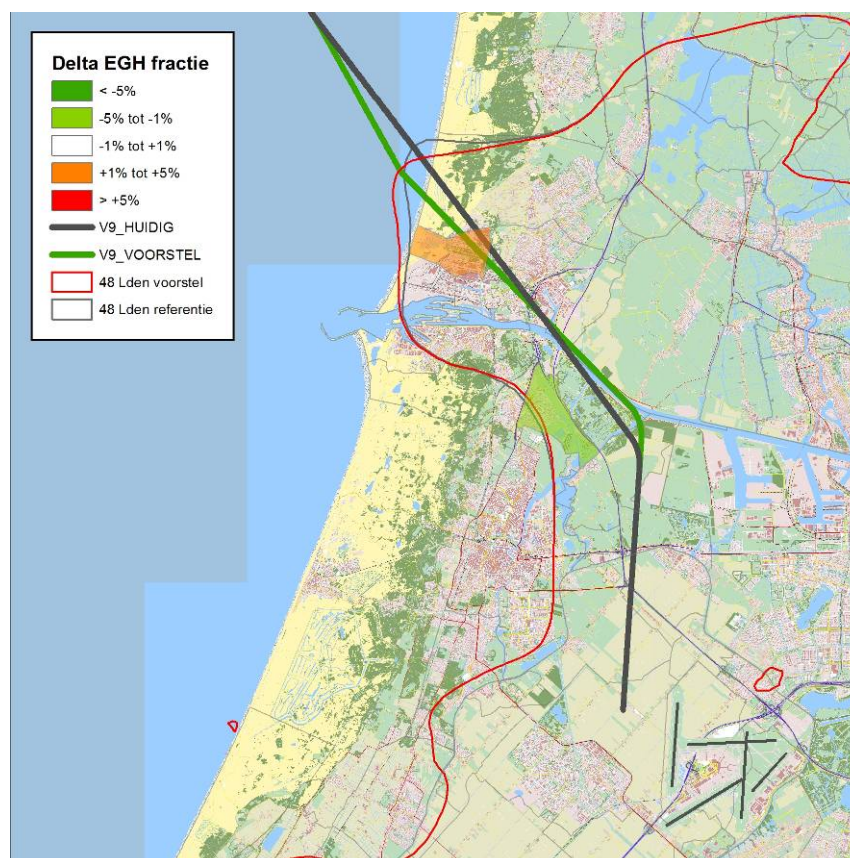 Delta EGH fractie
< -5%
-5% tot -1%
-1% tot +1%
+1% tot +5%
> +5%
V9_HUIDIG
V9_VOORSTEL
48 Lden voorstel
48 Lden referentie